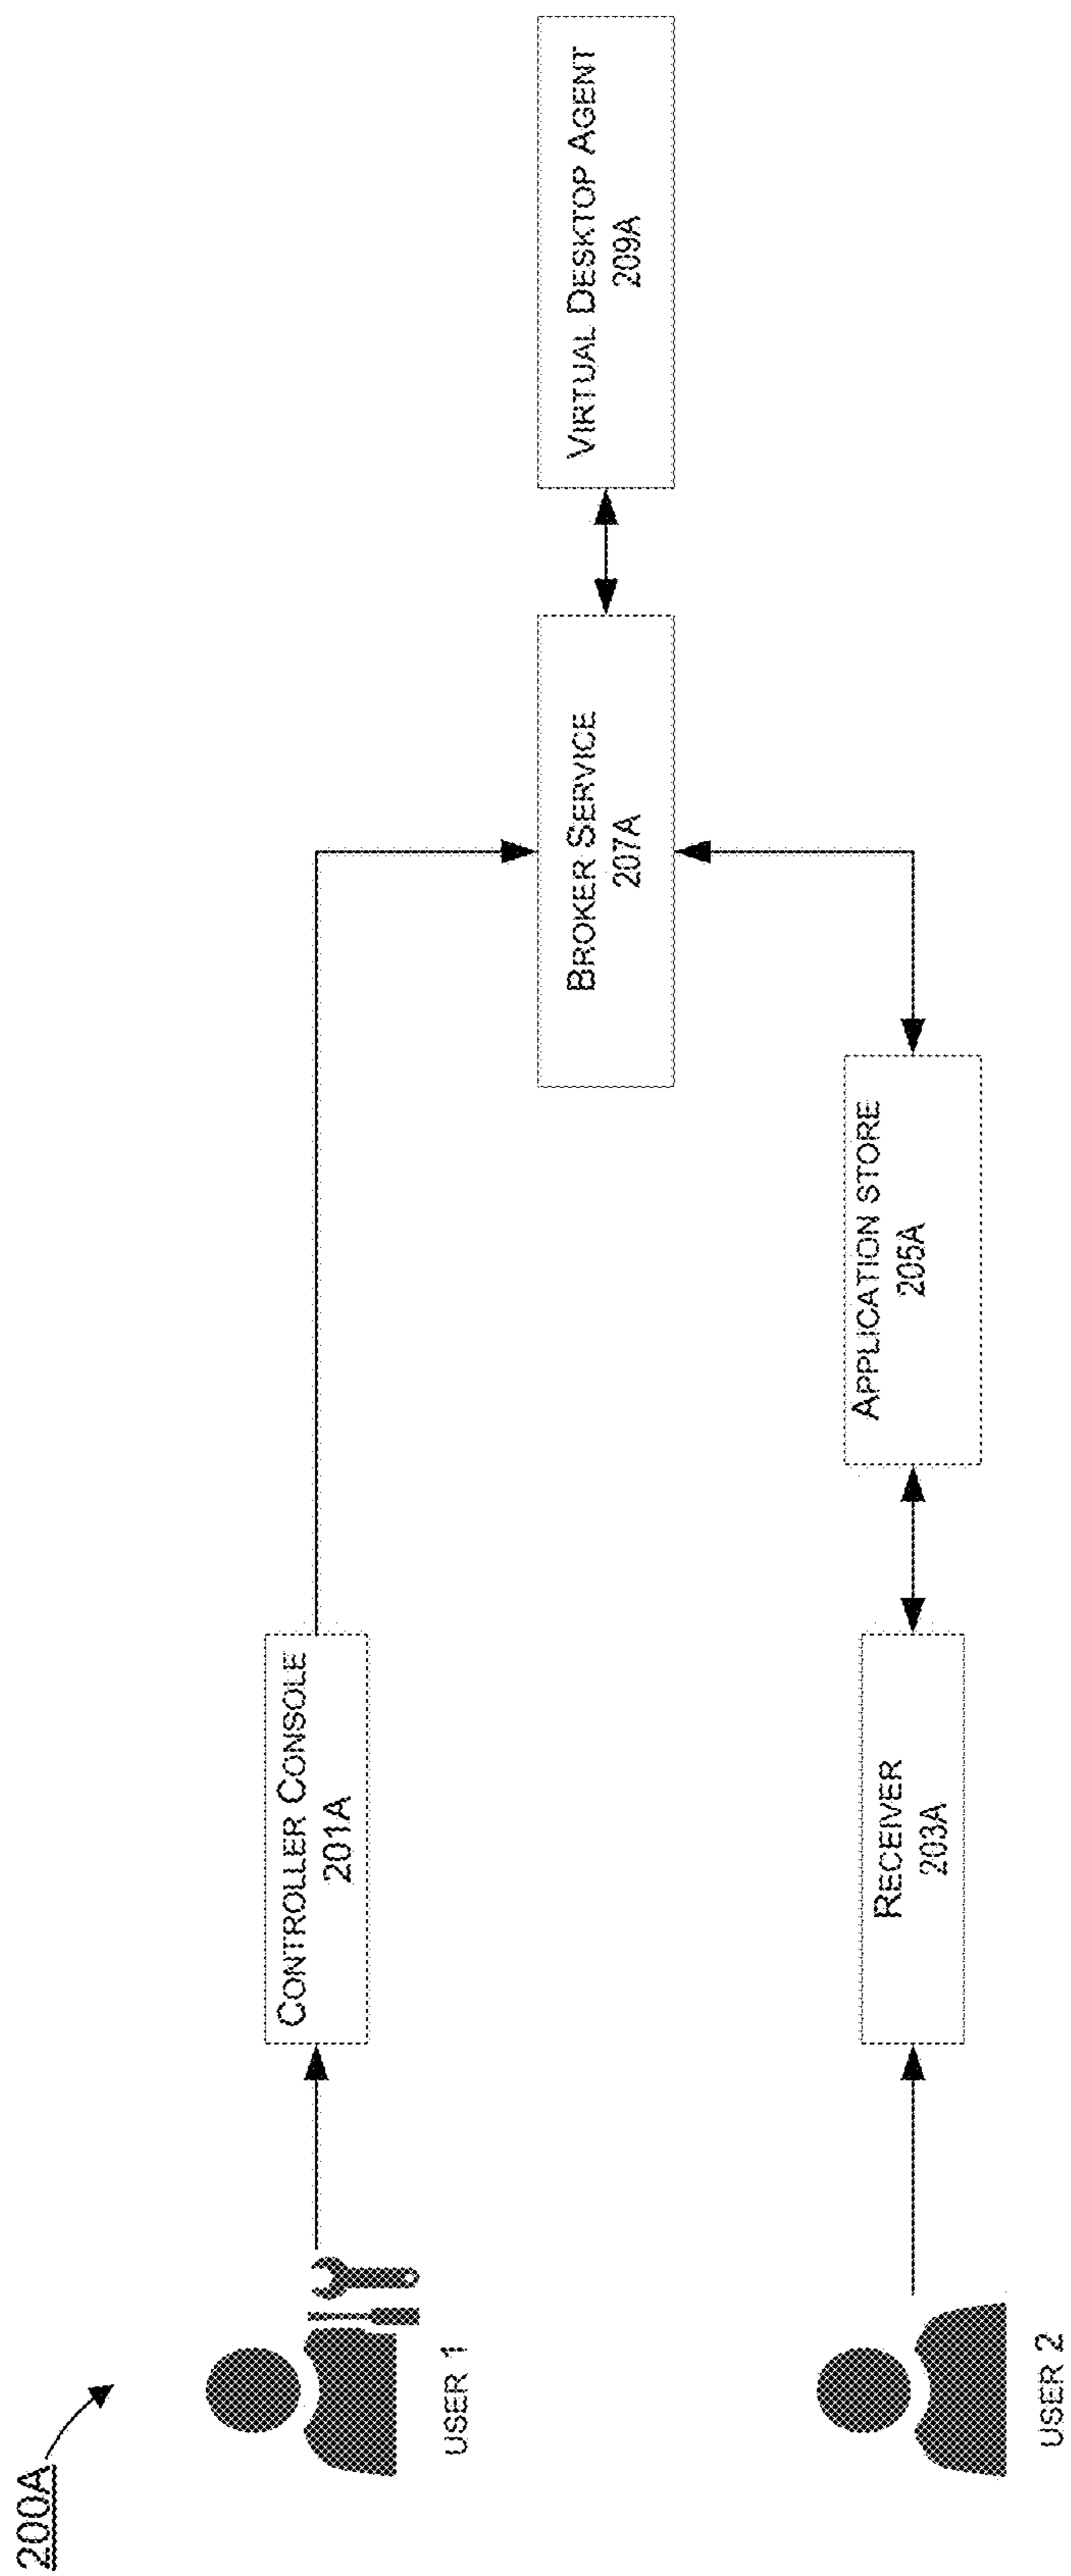 200A
USER 1
CONTROLLER CONSOLE
201A
BROKER SERVICE
207A
VIRTUAL DESKTOP AGENT
209A
USER 2
RECEIVER
203A
APPLICATION STORE
205A